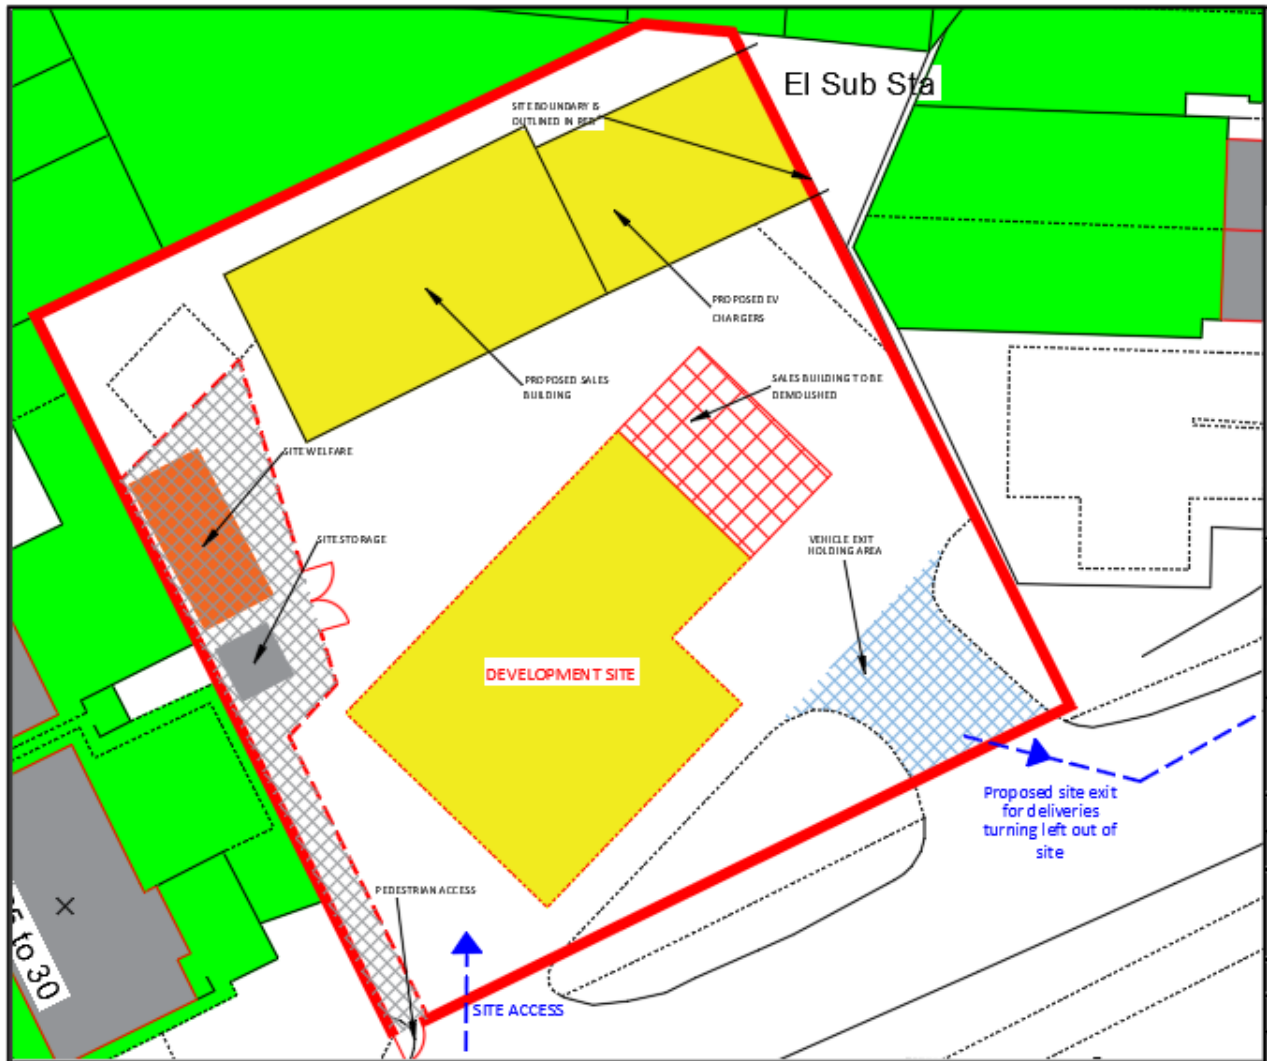 El Sub Sta
SITE BOUNDARY IS
OUTLINED IN RED
PROPOSED EV
CHARGERS
PROPOSED SALES
BUILDING
SALES BUILDING TO BE
DEMOLISHED
SITE WELFARE
SITE STORAGE
VEHICLE EXIT
HOLDING AREA
DEVELOPMENT SITE
Proposed site exit
for deliveries
turning left out of
site
PEDESTRIAN ACCESS
to 30
SITE ACCESS